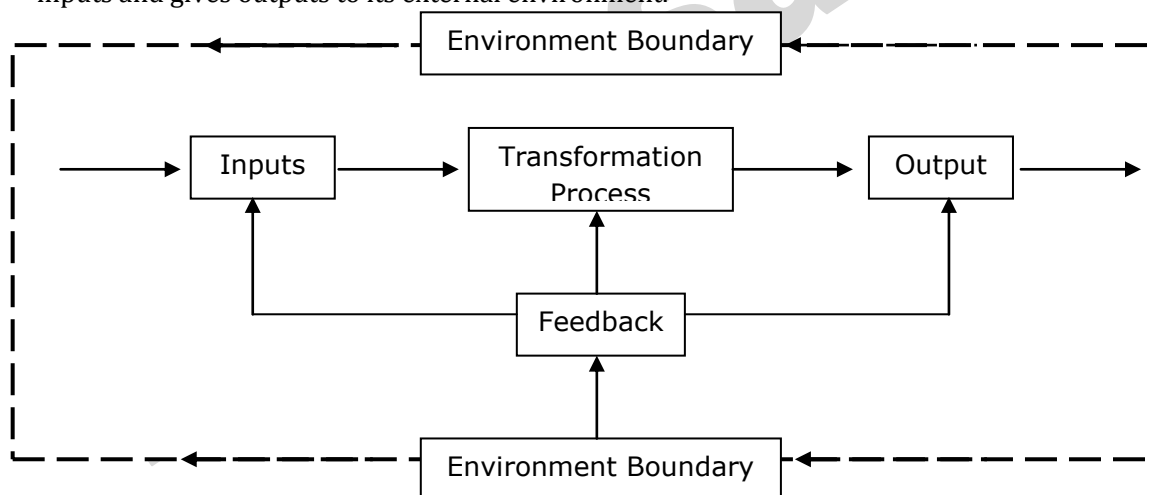 inputs and gives outputs to its external environment.
Environment Boundary
Inputs
Transformation
Process
Output
Feedback
Environment Boundary